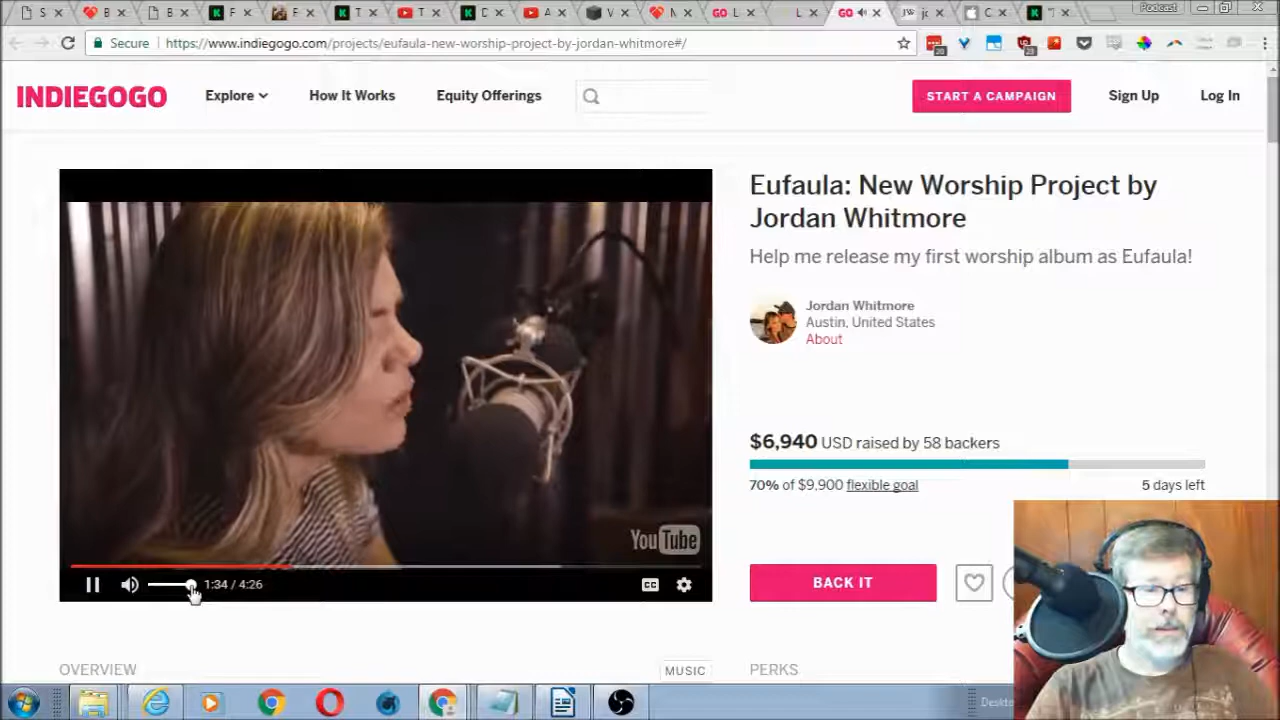 Podcast
Secure
https://www.indiegogo.com/projects/eufaula-new-worship-project-by-jordan-whitmore#/
INDIEGOGO
Explore
How It Works
Equity Offerings
START A CAMPAIGN
Sign Up
Log In
Eufaula: New Worship Project by
Jordan Whitmore
Help me release my first worship album as Eufaula!
Jordan Whitmore
Austin, United States
About
$6,940 USD raised by 58 backers
70% of $9,900 flexible goal
5 days left
YouTube
1:34 / 4:26
CC
BACK IT
OVERVIEW
MUSIC
PERKS